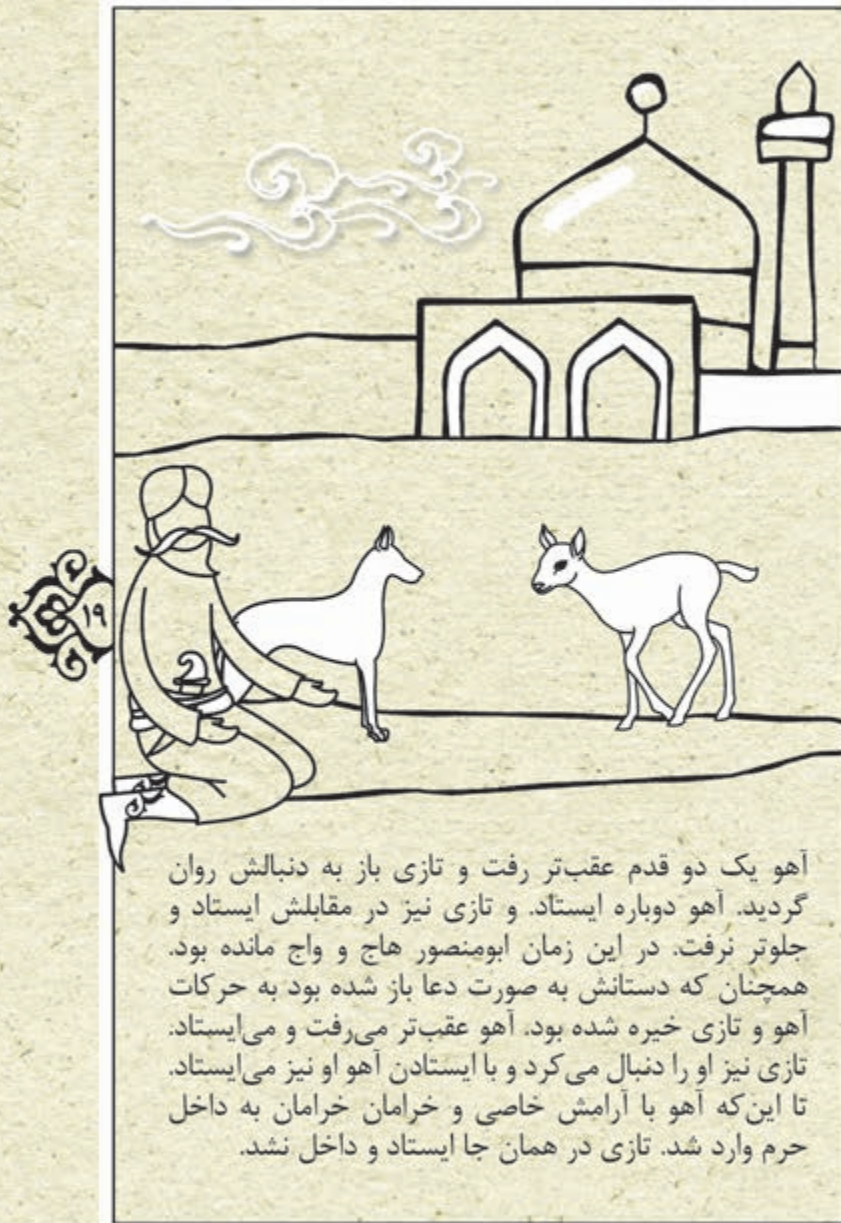 ۱۹
آهو یک دو قدم عقب‌تر رفت و تازی باز به دنبالش روان
گردید. آهو دوباره ایستاد. و تازی نیز در مقابلش ایستاد و
جلوتر نرفت. در این زمان ابومنصور هاج و واج مانده بود.
همچنان که دستانش به صورت دعا باز شده بود به حرکات
آهو و تازی خیره شده بود. آهو عقب‌تر می‌رفت و می‌ایستاد.
تازی نیز او را دنبال می‌کرد و با ایستادن آهو او نیز می‌ایستاد.
تا این‌که آهو با آرامش خاصی و خرامان خرامان به داخل
حرم وارد شد. تازی در همان جا ایستاد و داخل نشد.